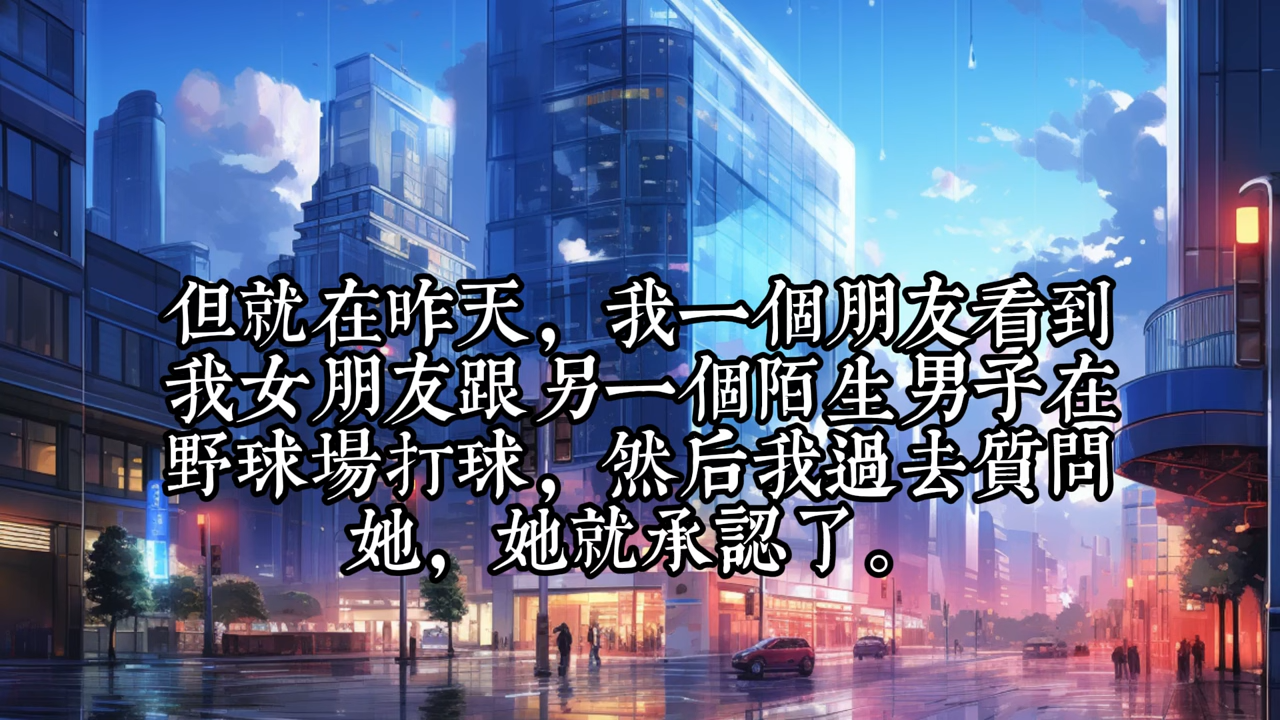 但就在昨天，我一個朋友看到
我女朋友跟另一個陌生男子在
野球場打球，然后我過去質問
她，她就承認了。